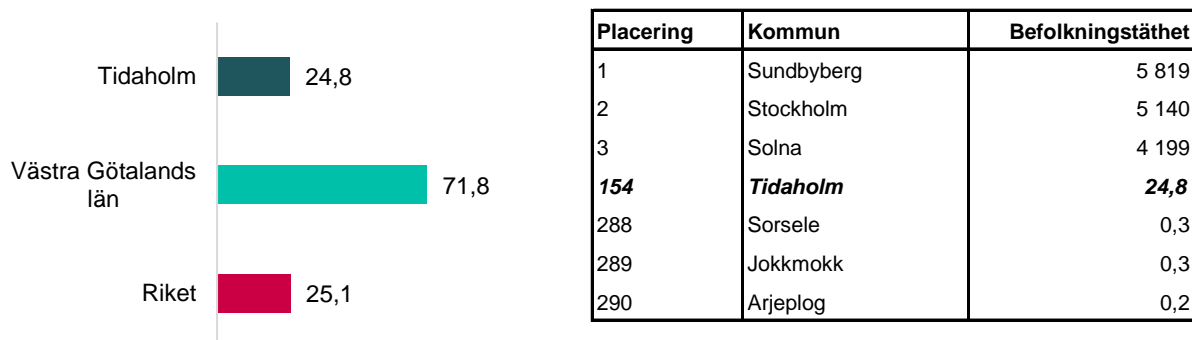 Tidaholm 24,8
Västra Götalands
län
71,8
Riket 25,1
Placering Kommun Befolkningstäthet
1 Sundbyberg 5 819
2 Stockholm 5 140
3 Solna 4 199
154 Tidaholm 24,8
288 Sorsele 0,3
289 Jokkmokk 0,3
290 Arjeplog 0,2